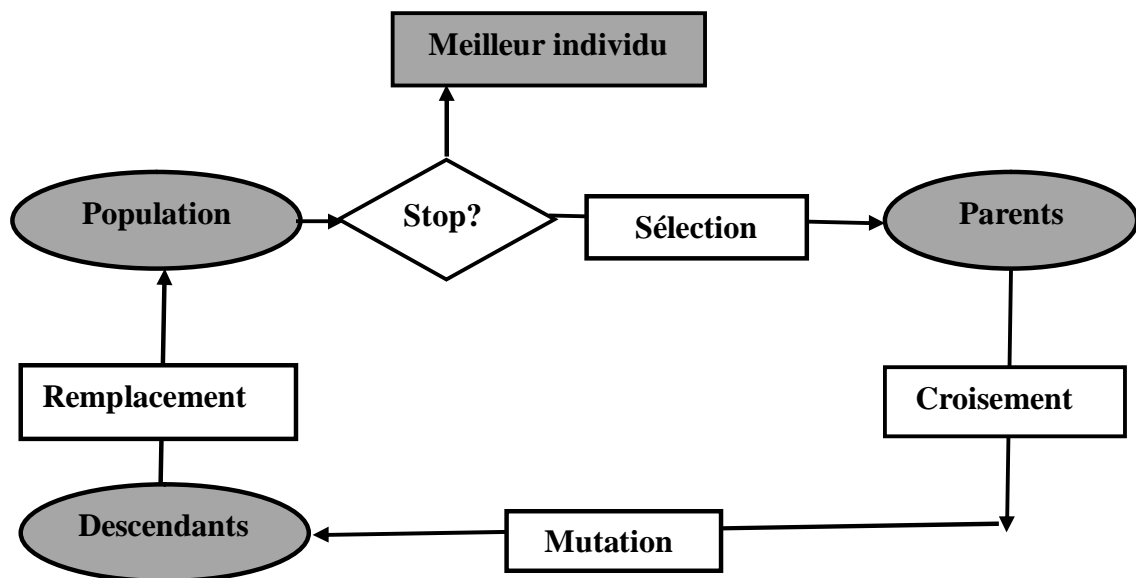 Meilleur individu
Population
Stop?
Sélection
Parents
Remplacement
Croisement
Descendants
Mutation